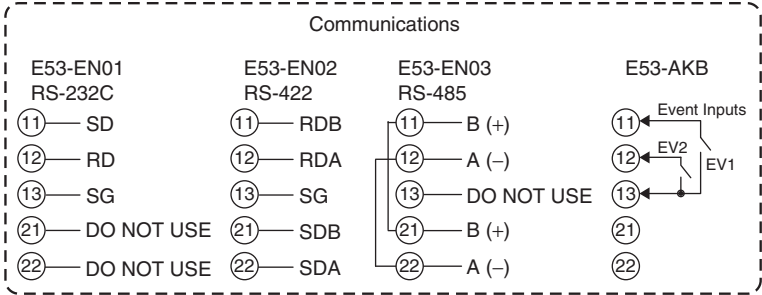 Communications
E53-EN01
RS-232C
11 SD
12 RD
13 SG
21 DO NOT USE
22 DO NOT USE
E53-EN02
RS-422
11 RDB
12 RDA
13 SG
21 SDB
22 SDA
E53-EN03
RS-485
11 B (+)
12 A (−)
13 DO NOT USE
21 B (+)
22 A (−)
E53-AKB
11 Event Inputs
12 EV2
EV1
13
21
22